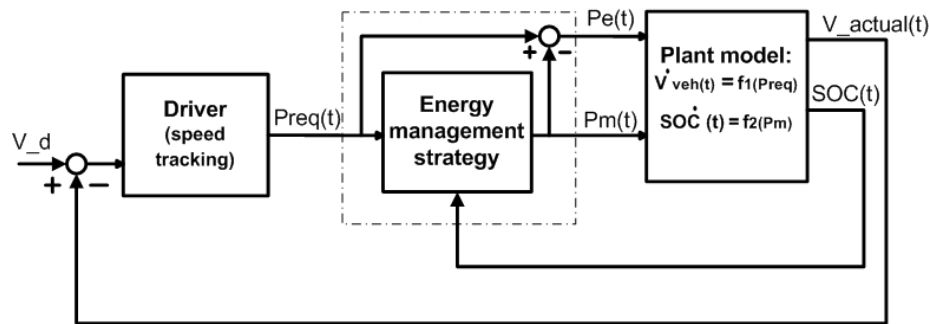 Pe(t)
V_actual(t)
Plant model:
V̇veh(t) = f1(Preq)
SOĊ (t) = f2(Pm)
SOC(t)
+ −
Driver
(speed
tracking)
Preq(t)
Energy
management
strategy
Pm(t)
V_d
+ −